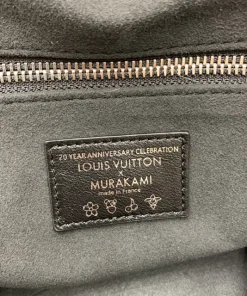 20 YEAR ANNIVERSARY CELEBRATION
LOUIS VUITTON
x
MURAKAMI
made in France